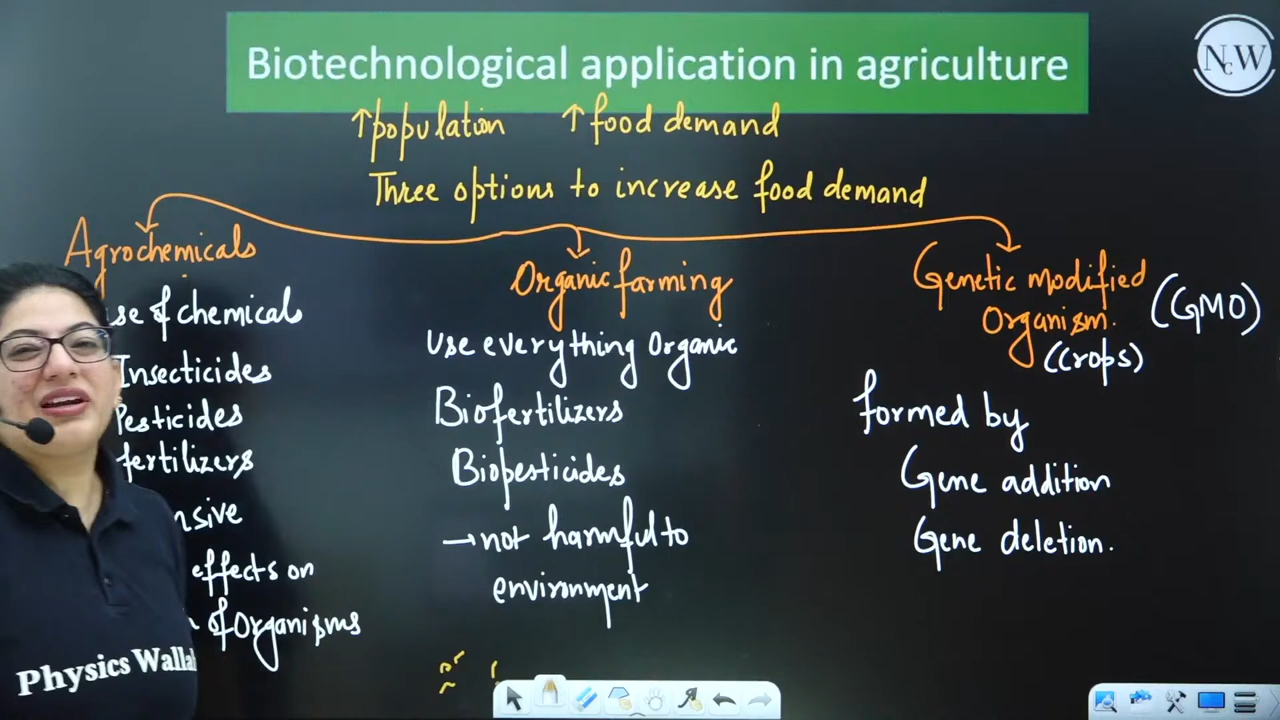 Biotechnological application in agriculture
NcW
↑population ↑food demand
Three options to increase food demand
Agrochemicals
se of chemicals
Insecticides
Pesticides
fertilizers
nsive
effects on
of Organisms
Organic farming
Use everything Organic
Biofertilizers
Biopesticides
→not harmful to
environment
Genetic modified
Organism.
(GMO)
(Crops)
formed by
Gene addition
Gene deletion.
Physics Wallah